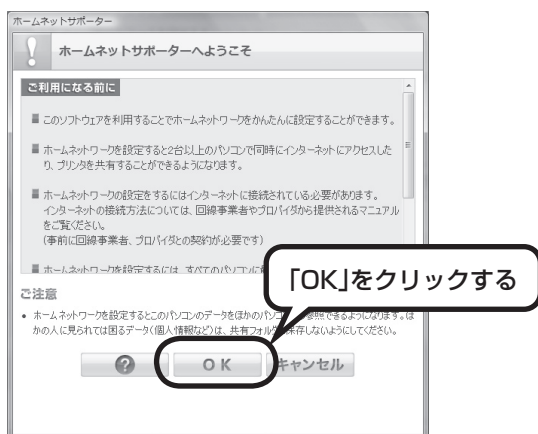 ホームネットサポーター
ホームネットサポーターへようこそ
ご利用になる前に
このソフトウェアを利用することでホームネットワークをかんたんに設定することができます。
ホームネットワークを設定すると2台以上のパソコンで同時にインターネットにアクセスした
り、プリンタを共有することができるようになります。
ホームネットワークの設定をするにはインターネットに接続されている必要があります。
インターネットの接続方法については、回線事業者やプロバイダから提供されるマニュアル
をご覧ください。
(事前に回線事業者、プロバイダとの契約が必要です)
ホームネットワークを設定するには、すべてのパソコンに
「OK」をクリックする
ご注意
• ホームネットワークを設定するとこのパソコンのデータをほかのパソコン 参照できるようになります。ほ
かの人に見られては困るデータ(個人情報など)は、共有フォル 保存しないようにしてください。
? OK キャンセル